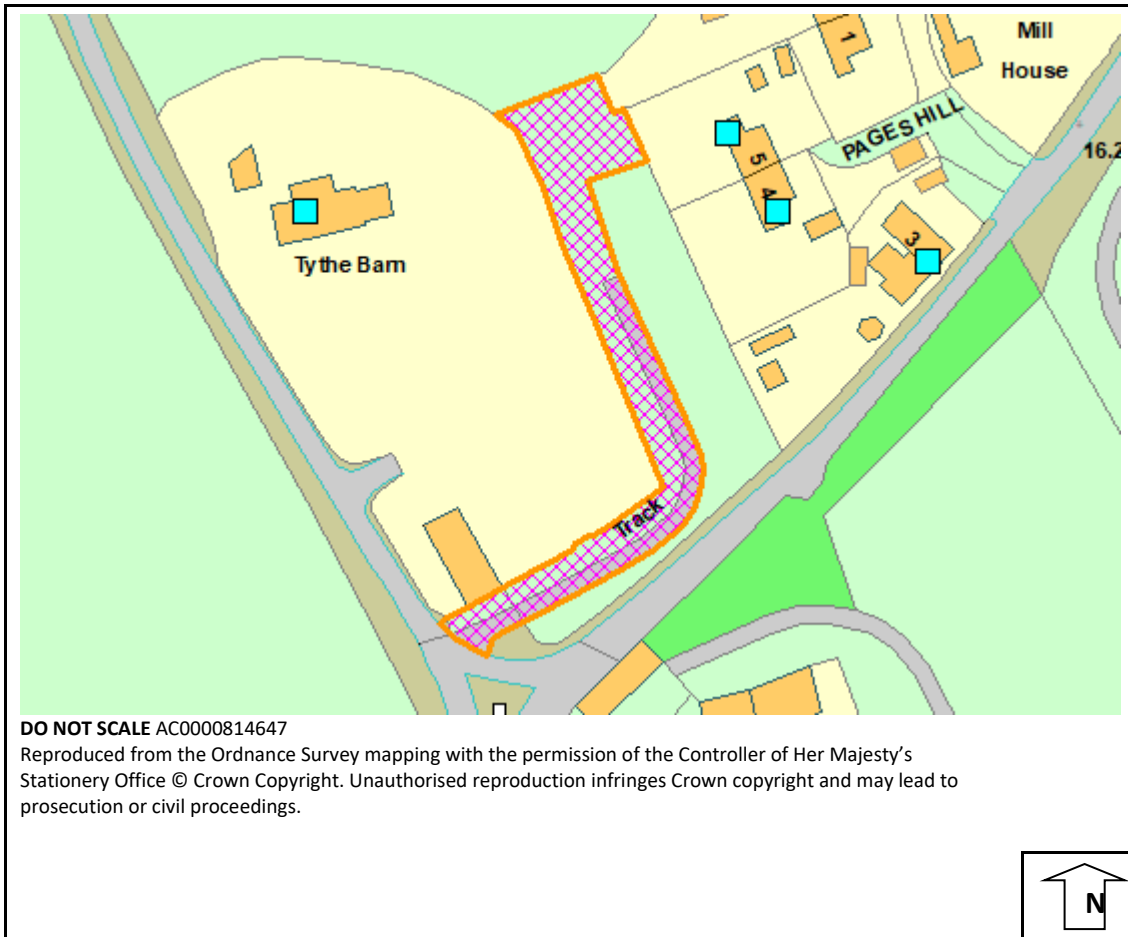 Mill
House
1
PAGES HILL
16.2
5
4
3
Tythe Barn
Track
DO NOT SCALE AC0000814647
Reproduced from the Ordnance Survey mapping with the permission of the Controller of Her Majesty's
Stationery Office © Crown Copyright. Unauthorised reproduction infringes Crown copyright and may lead to
prosecution or civil proceedings.
N